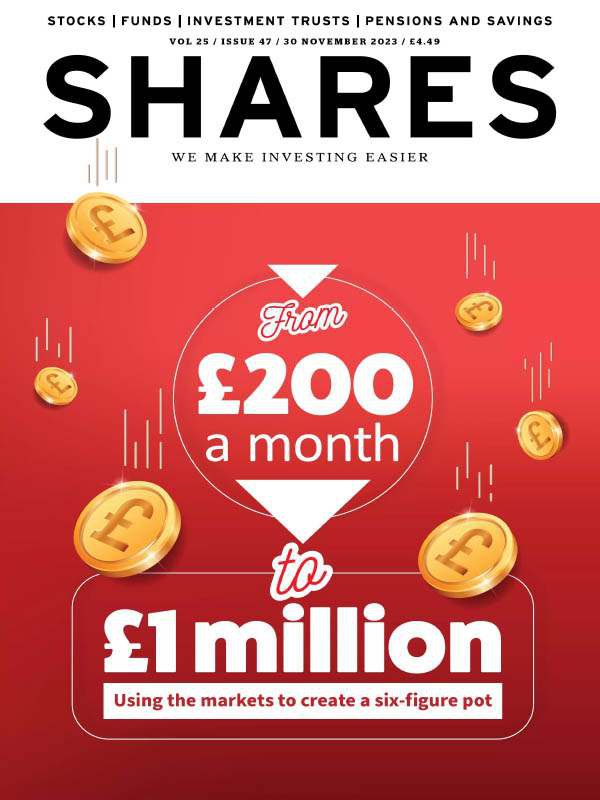 STOCKS | FUNDS | INVESTMENT TRUSTS | PENSIONS AND SAVINGS
VOL 25 / ISSUE 47 / 30 NOVEMBER 2023 / £4.49
SHARES
WE MAKE INVESTING EASIER
From
£200
a month
to
£1 million
Using the markets to create a six-figure pot
£
£
£
£
£
£